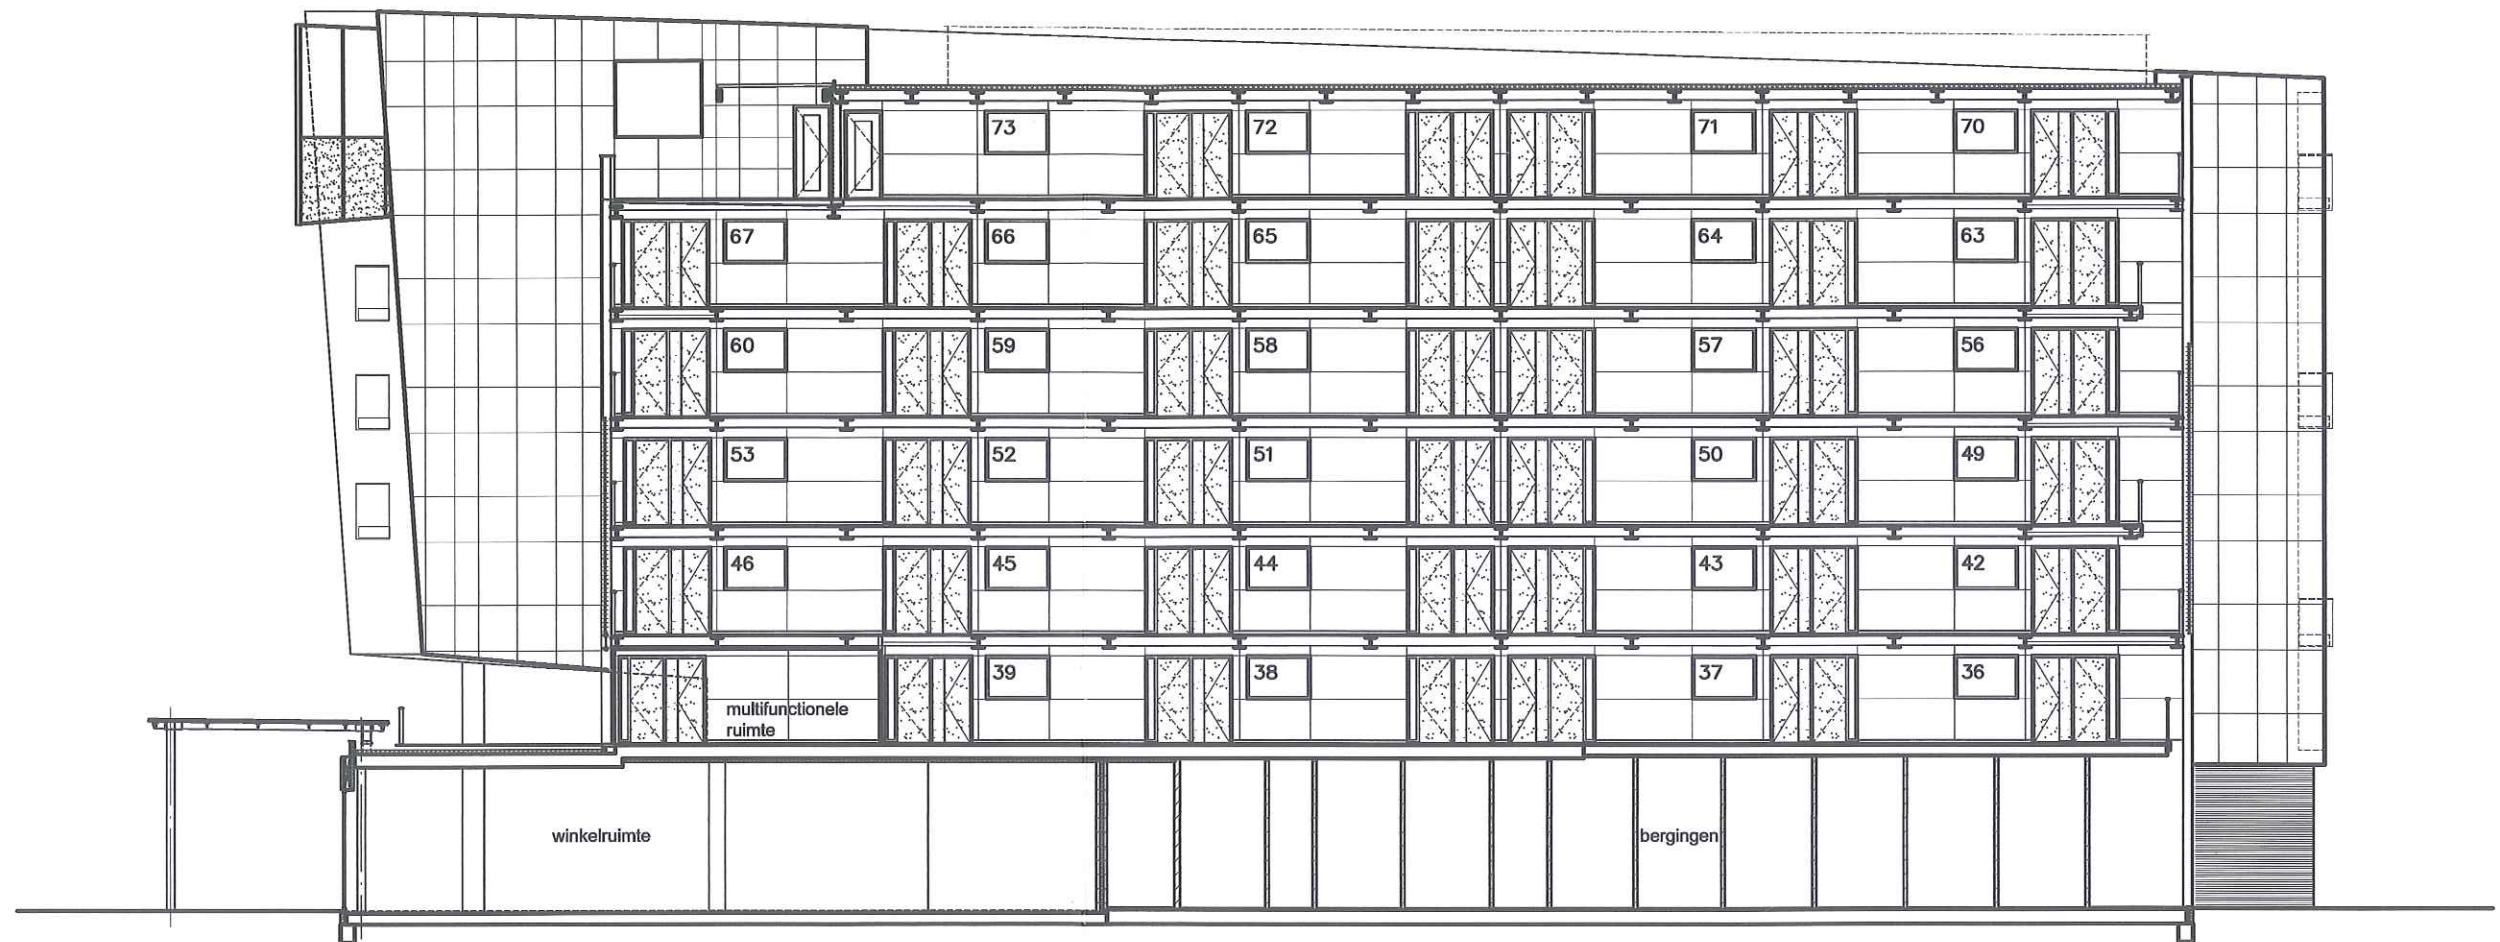 73 72 71 70
67 66 65 64 63
60 59 58 57 56
53 52 51 50 49
46 45 44 43 42
39 38 37 36
multifunctionele
ruimte
winkelruimte bergingen